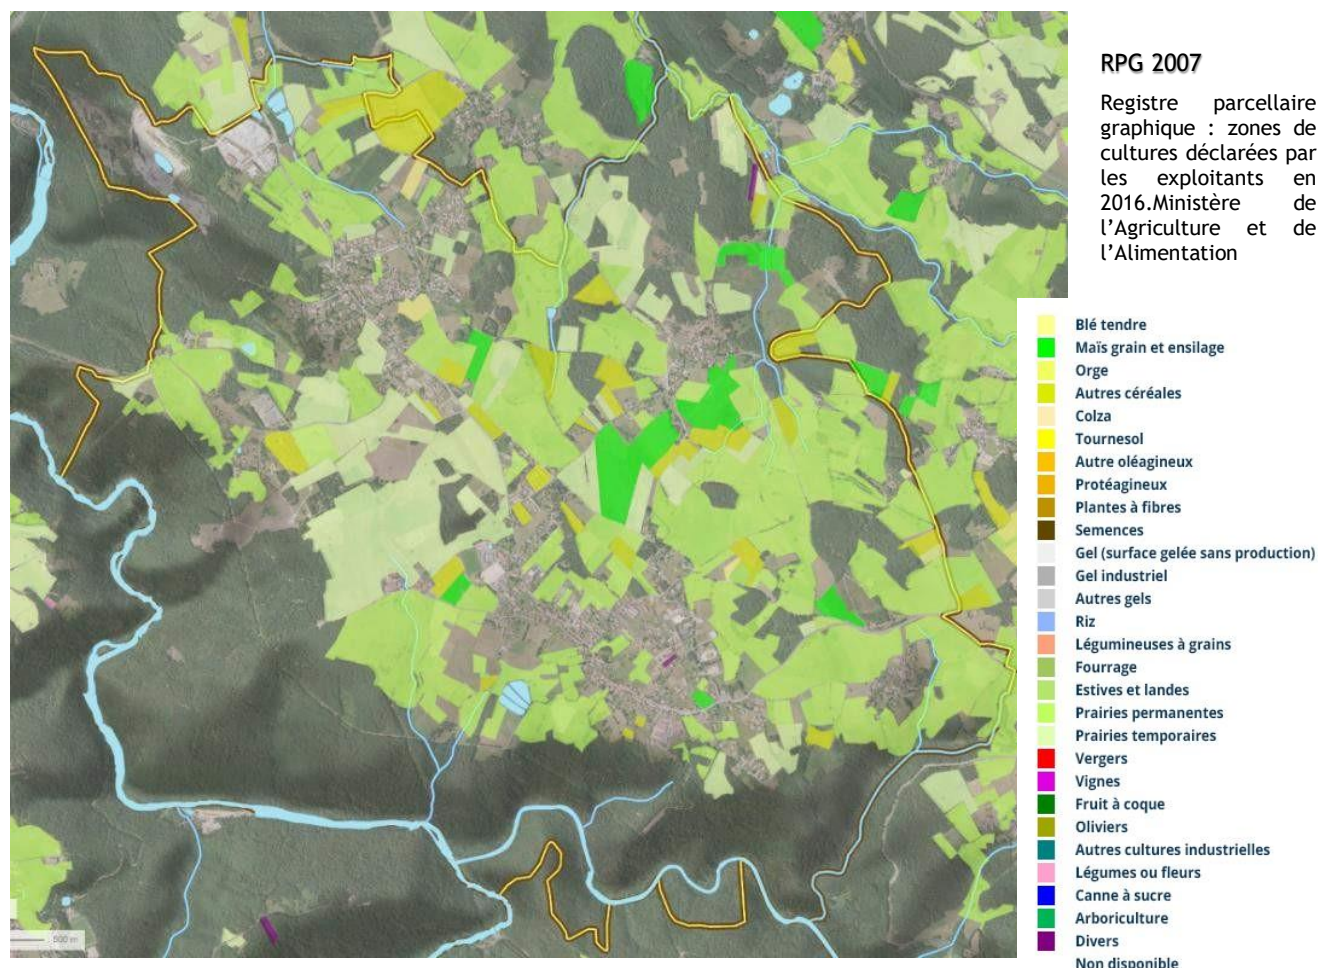 RPG 2007
Registre parcellaire
graphique : zones de
cultures déclarées par
les exploitants en
2016.Ministère de
l’Agriculture et de
l’Alimentation
Blé tendre
Maïs grain et ensilage
Orge
Autres céréales
Colza
Tournesol
Autre oléagineux
Protéagineux
Plantes à fibres
Semences
Gel (surface gelée sans production)
Gel industriel
Autres gels
Riz
Légumineuses à grains
Fourrage
Estives et landes
Prairies permanentes
Prairies temporaires
Vergers
Vignes
Fruit à coque
Oliviers
Autres cultures industrielles
Légumes ou fleurs
Canne à sucre
Arboriculture
Divers
Non disponible
500 m